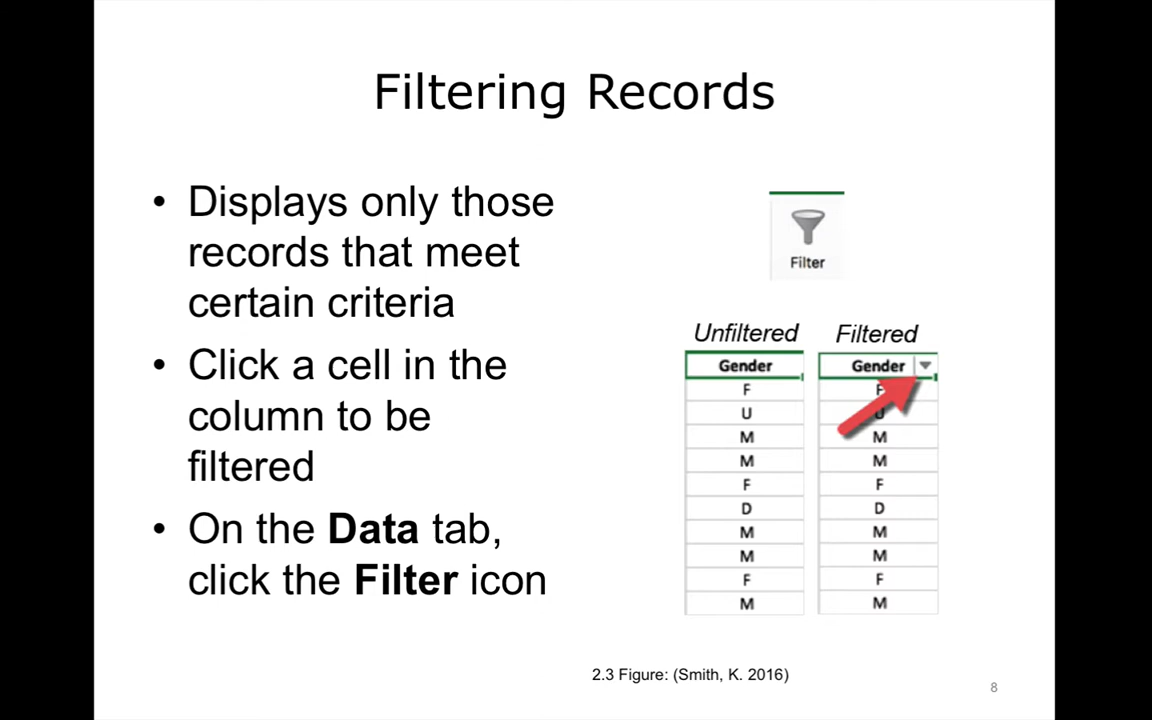 Filtering Records
• Displays only those
records that meet
certain criteria
• Click a cell in the
column to be
filtered
• On the Data tab,
click the Filter icon
Filter
Unfiltered Filtered
Gender Gender
F F
U U
M M
M M
F F
D D
M M
M M
F F
M M
2.3 Figure: (Smith, K. 2016)
8